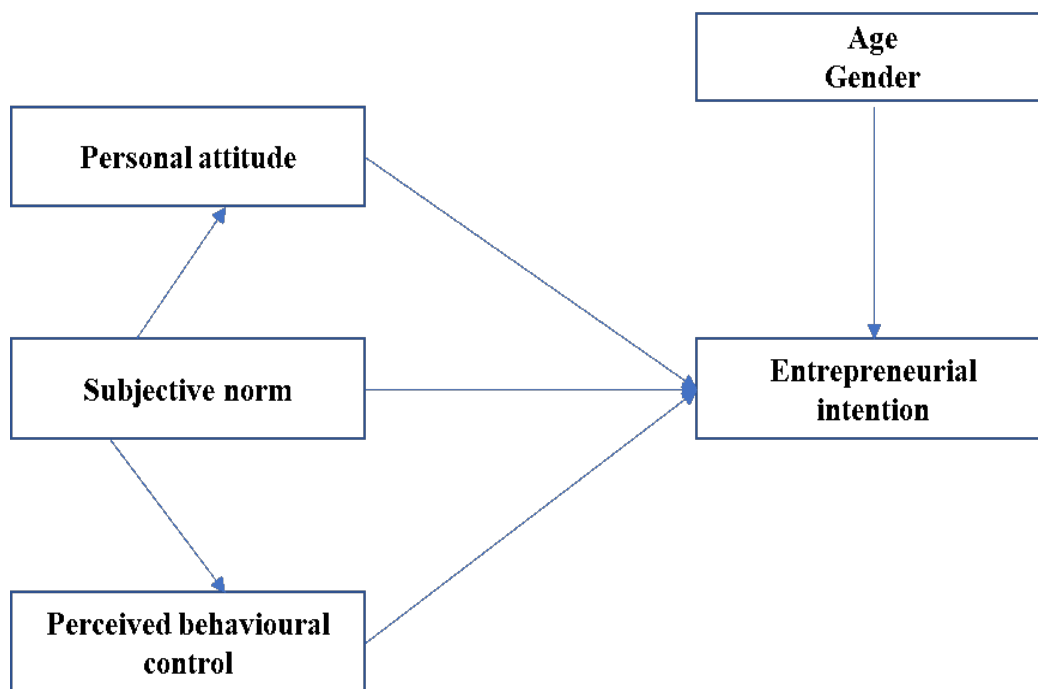 Age
Gender
Personal attitude
Subjective norm
Entrepreneurial
intention
Perceived behavioural
control